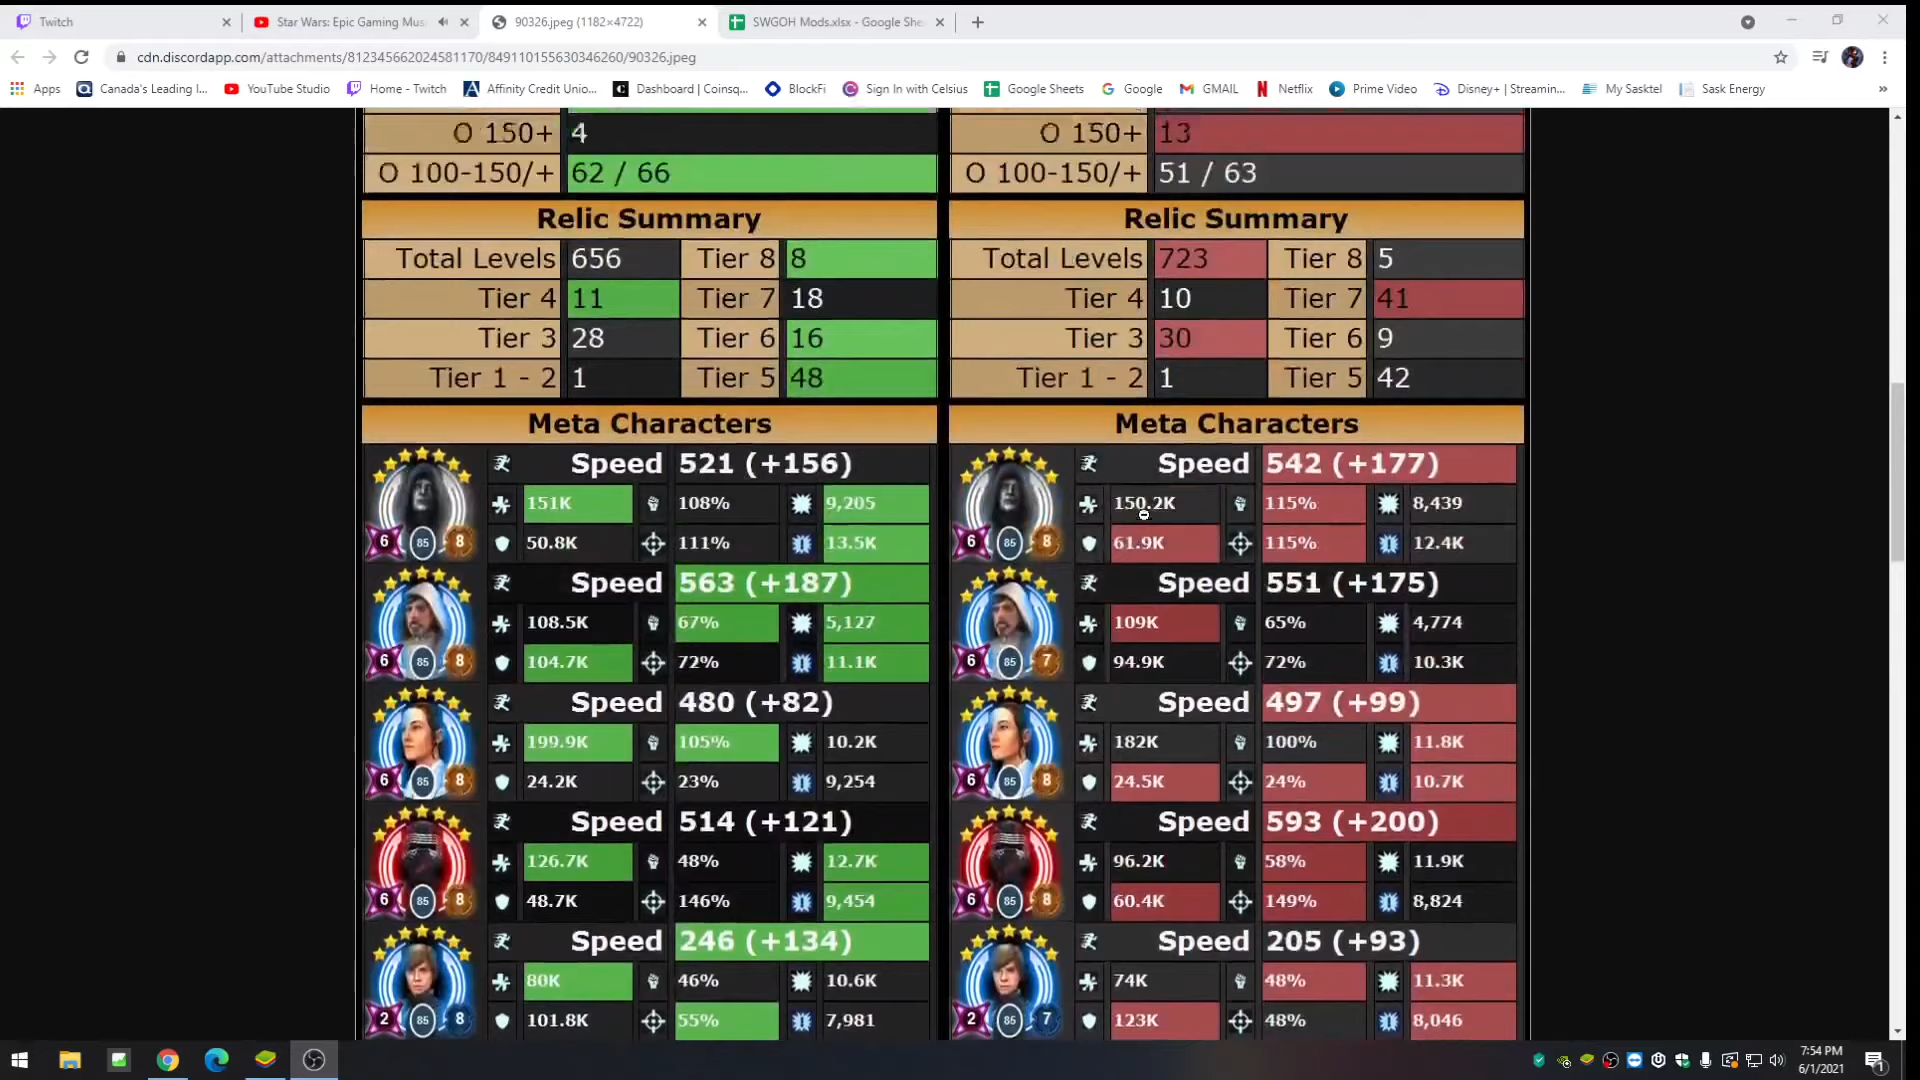 Twitch
Star Wars: Epic Gaming Mus
90326.jpeg (1182×4722)
SWGOH Mods.xlsx - Google She
cdn.discordapp.com/attachments/812345662024581170/849110155630346260/90326.jpeg
Apps
Canada's Leading I...
YouTube Studio
Home - Twitch
Affinity Credit Unio...
Dashboard | Coinsq...
BlockFi
Sign In with Celsius
Google Sheets
Google
GMAIL
Netflix
Prime Video
Disney+ | Streamin...
My Sasktel
Sask Energy
O 150+ 4
O 100-150/+ 62 / 66
Relic Summary
Total Levels 656 Tier 8 8
Tier 4 11 Tier 7 18
Tier 3 28 Tier 6 16
Tier 1 - 2 1 Tier 5 48
Meta Characters
Speed 521 (+156)
151K 108% 9,205
6 85 8 50.8K 111% 13.5K
Speed 563 (+187)
108.5K 67% 5,127
6 85 8 104.7K 72% 11.1K
Speed 480 (+82)
199.9K 105% 10.2K
6 85 8 24.2K 23% 9,254
Speed 514 (+121)
126.7K 48% 12.7K
6 85 8 48.7K 146% 9,454
Speed 246 (+134)
80K 46% 10.6K
2 85 8 101.8K 55% 7,981
O 150+ 13
O 100-150/+ 51 / 63
Relic Summary
Total Levels 723 Tier 8 5
Tier 4 10 Tier 7 41
Tier 3 30 Tier 6 9
Tier 1 - 2 1 Tier 5 42
Meta Characters
Speed 542 (+177)
150.2K 115% 8,439
6 85 8 61.9K 115% 12.4K
Speed 551 (+175)
109K 65% 4,774
6 85 7 94.9K 72% 10.3K
Speed 497 (+99)
182K 100% 11.8K
6 85 8 24.5K 24% 10.7K
Speed 593 (+200)
96.2K 58% 11.9K
6 85 8 60.4K 149% 8,824
Speed 205 (+93)
74K 48% 11.3K
2 85 7 123K 48% 8,046
7:54 PM
6/1/2021
1